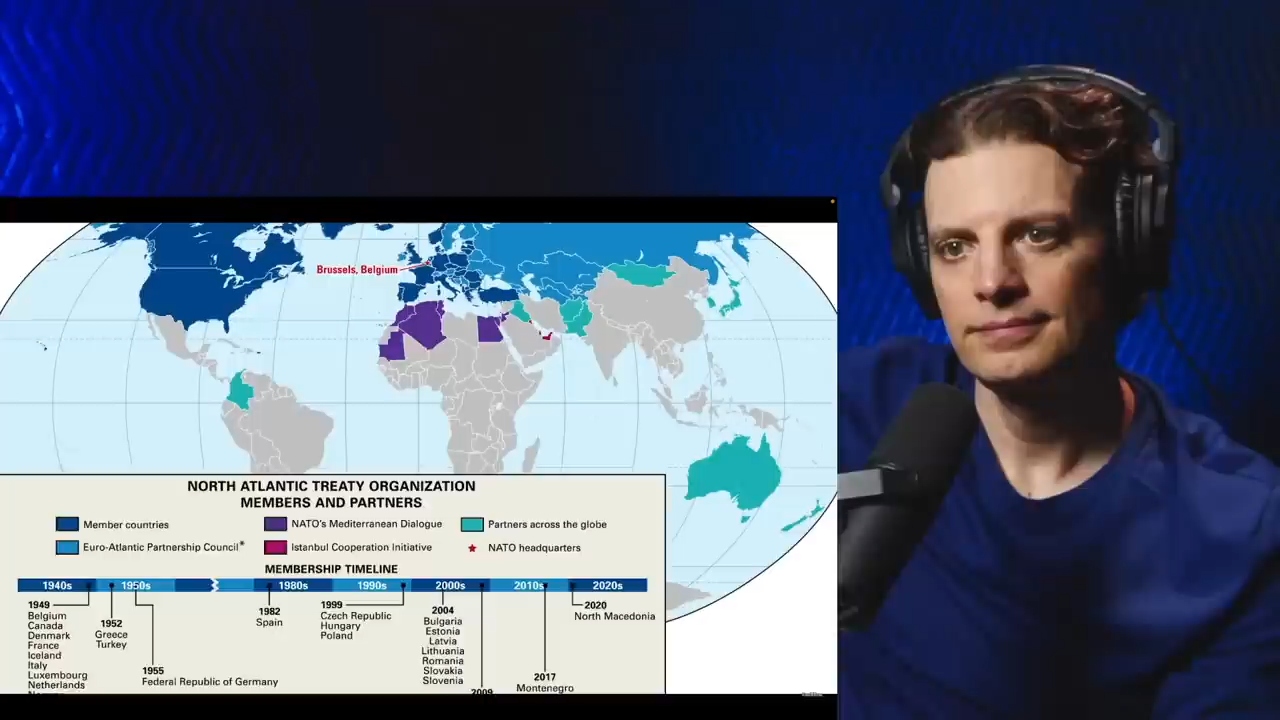 Brussels, Belgium
NORTH ATLANTIC TREATY ORGANIZATION
MEMBERS AND PARTNERS
Member countries
NATO's Mediterranean Dialogue
Partners across the globe
Euro-Atlantic Partnership Council*
Istanbul Cooperation Initiative
NATO headquarters
MEMBERSHIP TIMELINE
1940s 1950s 1980s 1990s 2000s 2010s 2020s
1949
Belgium
Canada
Denmark
France
Iceland
Italy
Luxembourg
Netherlands
1952
Greece
Turkey
1955
Federal Republic of Germany
1982
Spain
1999
Czech Republic
Hungary
Poland
2004
Bulgaria
Estonia
Latvia
Lithuania
Romania
Slovakia
Slovenia
2009
2017
Montenegro
2020
North Macedonia